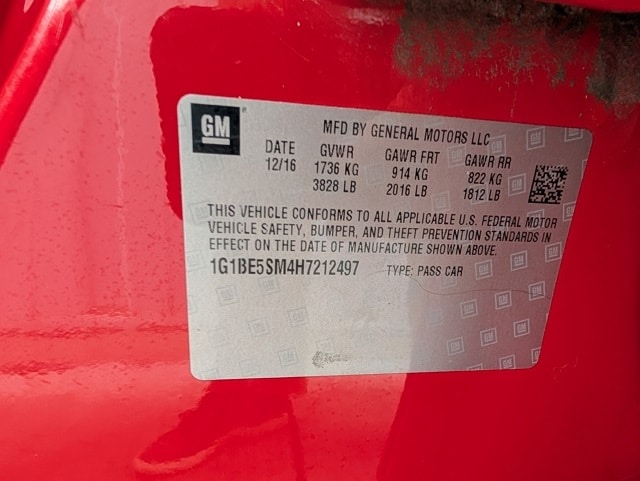 GM
MFD BY GENERAL MOTORS LLC
DATE GVWR GAWR FRT GAWR RR
12/16 1736 KG 914 KG 822 KG
3828 LB 2016 LB 1812 LB
THIS VEHICLE CONFORMS TO ALL APPLICABLE U.S. FEDERAL MOTOR
VEHICLE SAFETY, BUMPER, AND THEFT PREVENTION STANDARDS IN
EFFECT ON THE DATE OF MANUFACTURE SHOWN ABOVE.
1G1BE5SM4H7212497 TYPE: PASS CAR